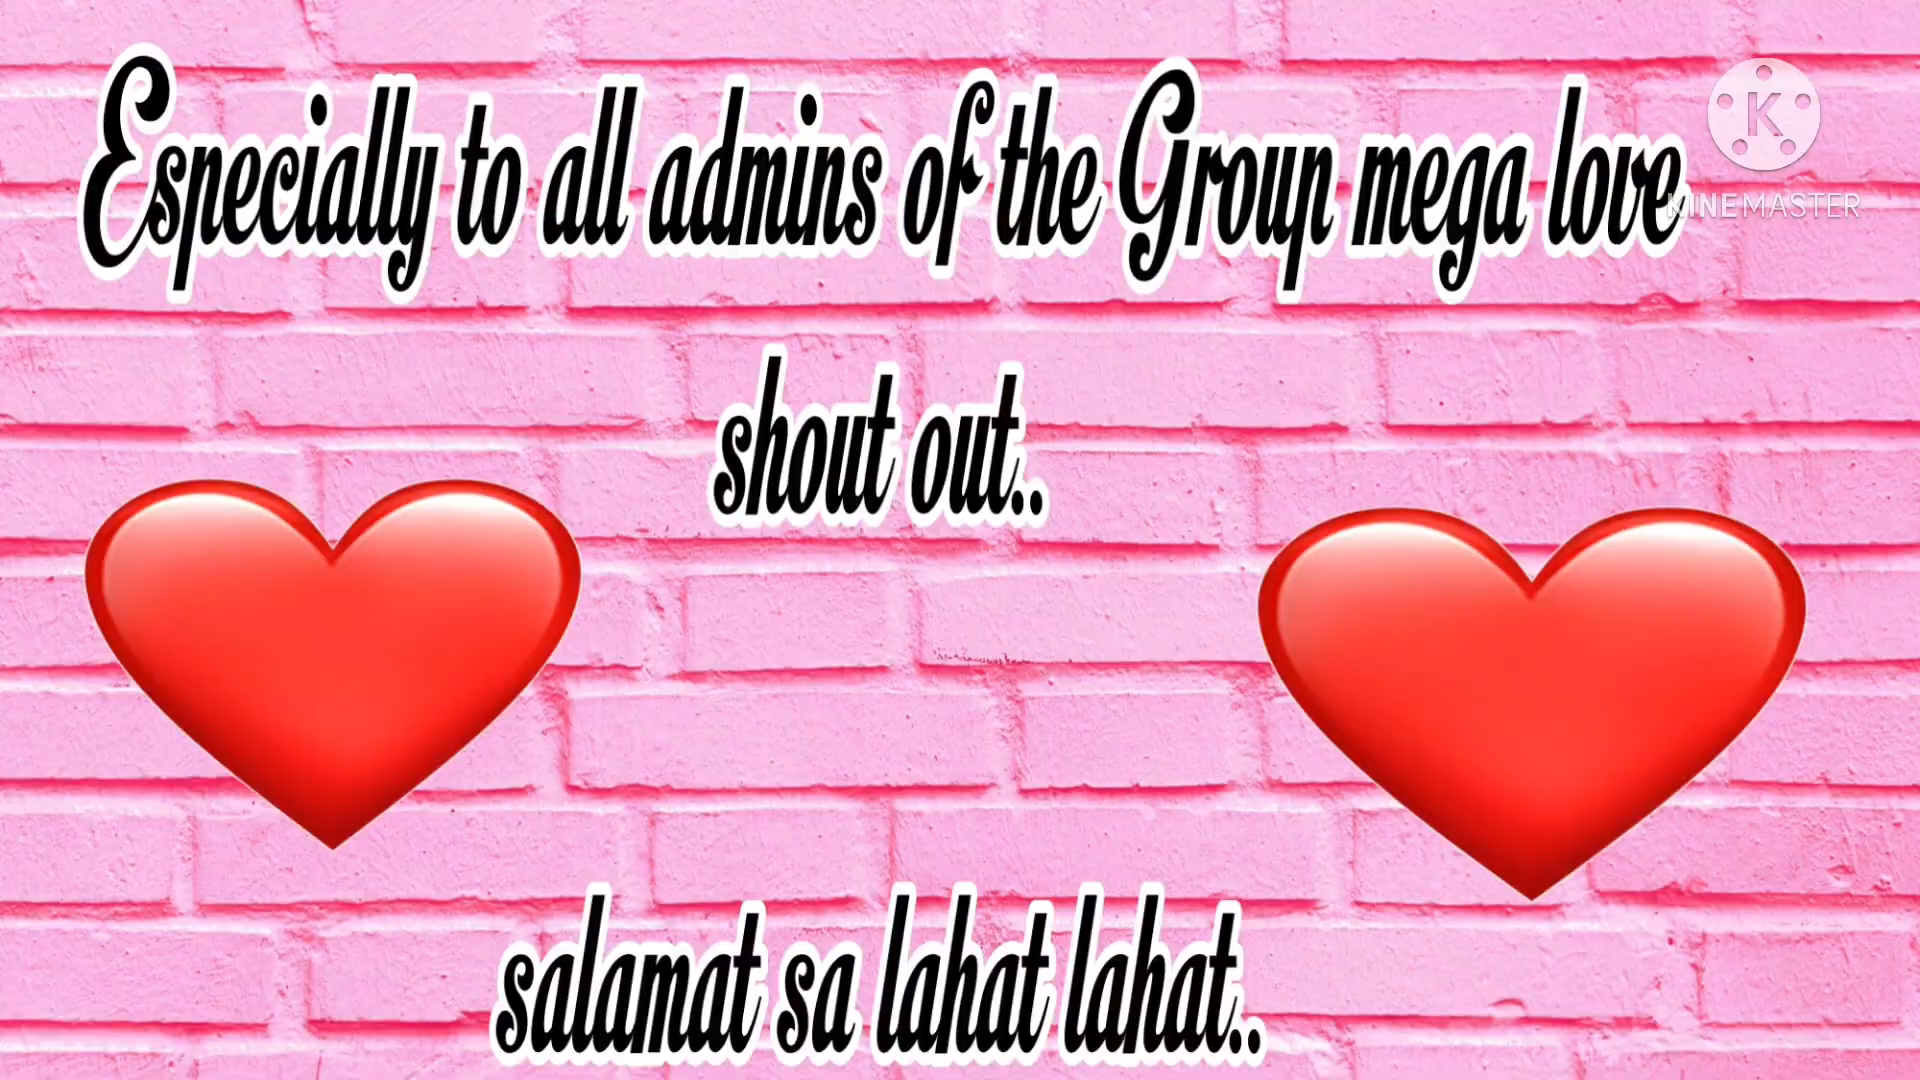 Especially to all admins of the Group mega love
shout out..
salamat sa lahat lahat..
K
KINEMASTER